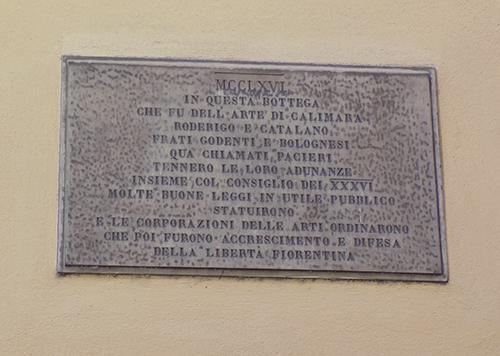 MCCLXVI
IN QUESTA BOTTEGA
CHE FU DELL'ARTE DI CALIMARA
RODERIGO E CATALANO
FRATI GODENTI E BOLOGNESI
QUA CHIAMATI PACIERI
TENNERO LE LORO ADUNANZE
INSIEME COL CONSIGLIO DEI XXXVI
MOLTE BUONE LEGGI IN UTILE PUBBLICO
STATUIRONO
E LE CORPORAZIONI DELLE ARTI ORDINARONO
CHE POI FURONO ACCRESCIMENTO E DIFESA
DELLA LIBERTÀ FIORENTINA